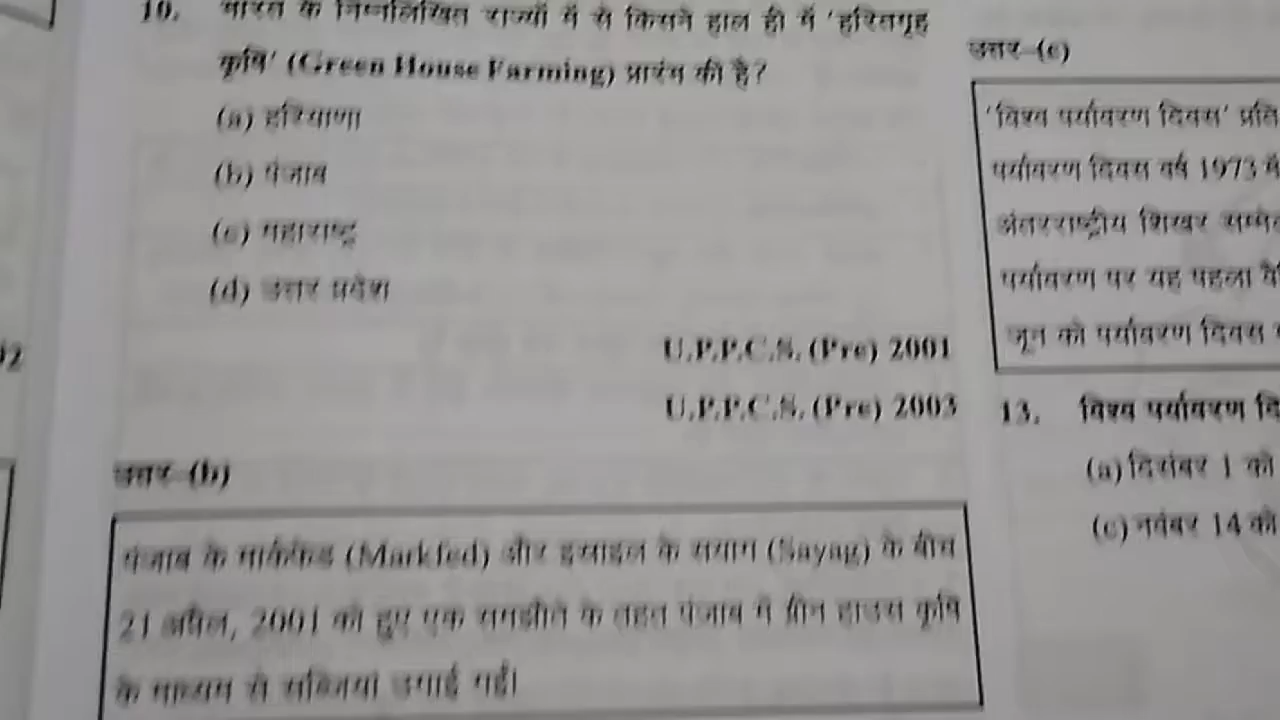 10. भारत के निम्नलिखित राज्यों में से किसने हाल ही में 'हरितगृह
कृषि' (Green House Farming) प्रारंभ की है?
(a) हरियाणा
(b) पंजाब
(c) महाराष्ट्र
(d) उत्तर प्रदेश
U.P.P.C.S. (Pre) 2001
U.P.P.C.S. (Pre) 2003
उत्तर-(b)
पंजाब के मार्कफेड (Markfed) और इस्राइल के सयाग (Sayag) के बीच
21 अप्रैल, 2001 को हुए एक समझौते के तहत पंजाब में ग्रीन हाउस कृषि
के माध्यम से सब्जियां उगाई गईं।
उत्तर-(c)
'विश्व पर्यावरण दिवस' प्रति
पर्यावरण दिवस वर्ष 1973 में
अंतरराष्ट्रीय शिखर सम्मे
पर्यावरण पर यह पहला वै
जून को पर्यावरण दिवस
13. विश्व पर्यावरण दि
(a) दिसंबर 1 को
(c) नवंबर 14 को